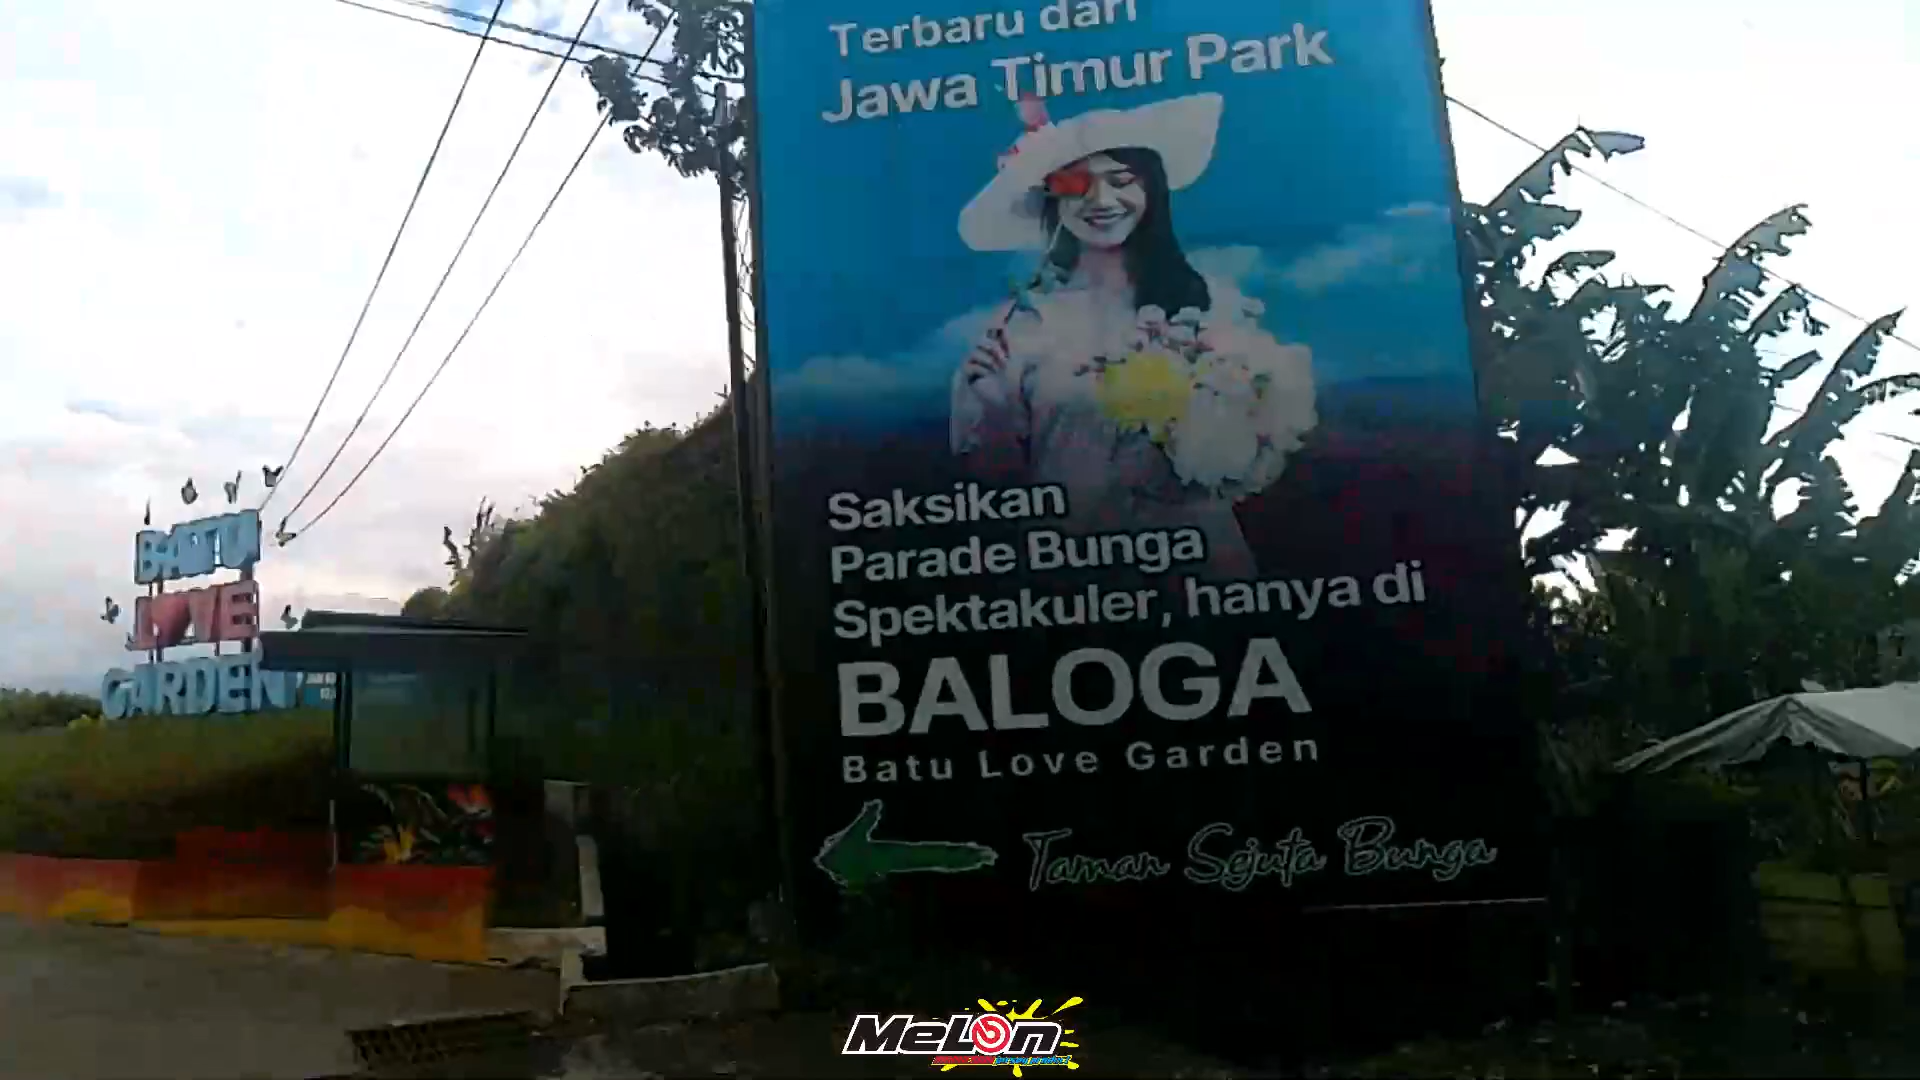 Terbaru dari
Jawa Timur Park
Saksikan
Parade Bunga
Spektakuler, hanya di
BALOGA
Batu Love Garden
Taman Sejuta Bunga
BATU
LOVE
GARDEN
MeLon